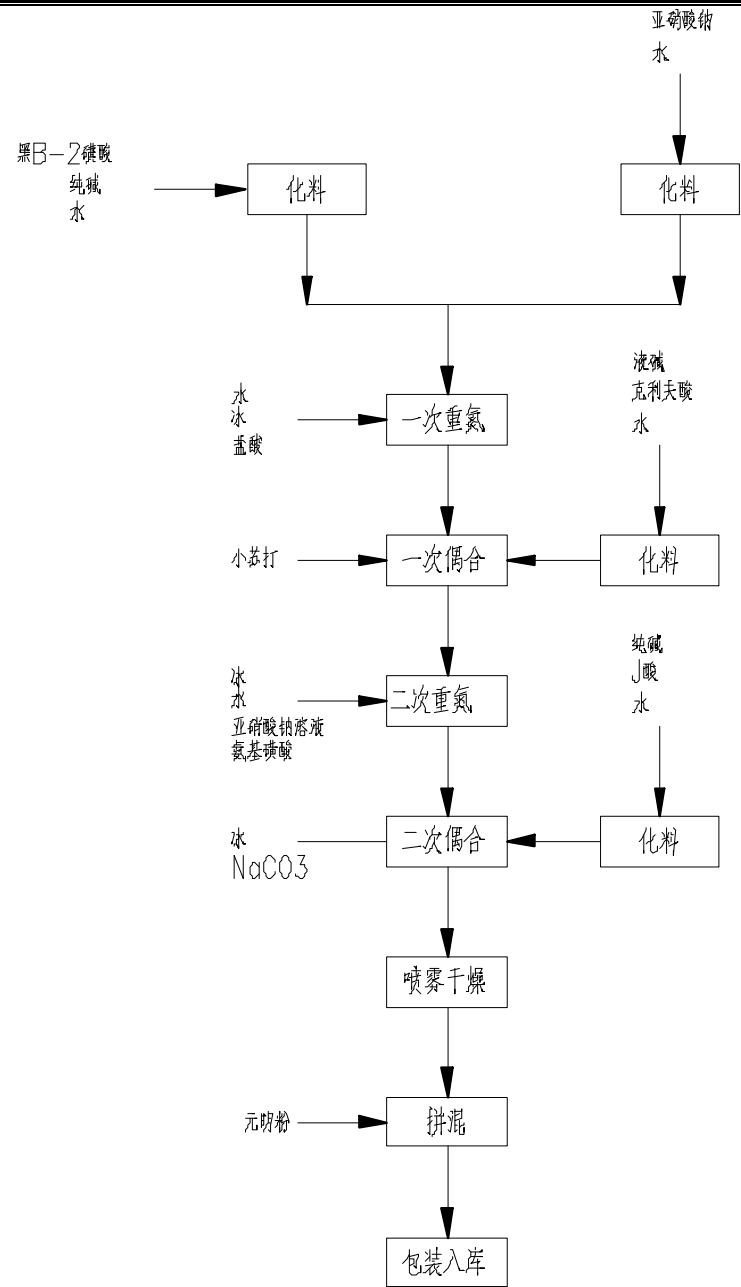 亚硝酸钠
水
黑B-2磺酸
纯碱
水
化料
化料
水
冰
盐酸
一次重氮
液碱
克利夫酸
水
小苏打
一次偶合
化料
冰
水
亚硝酸钠溶液
氨基磺酸
二次重氮
纯碱
J酸
水
冰
NaCO3
二次偶合
化料
喷雾干燥
元明粉
拼混
包装入库